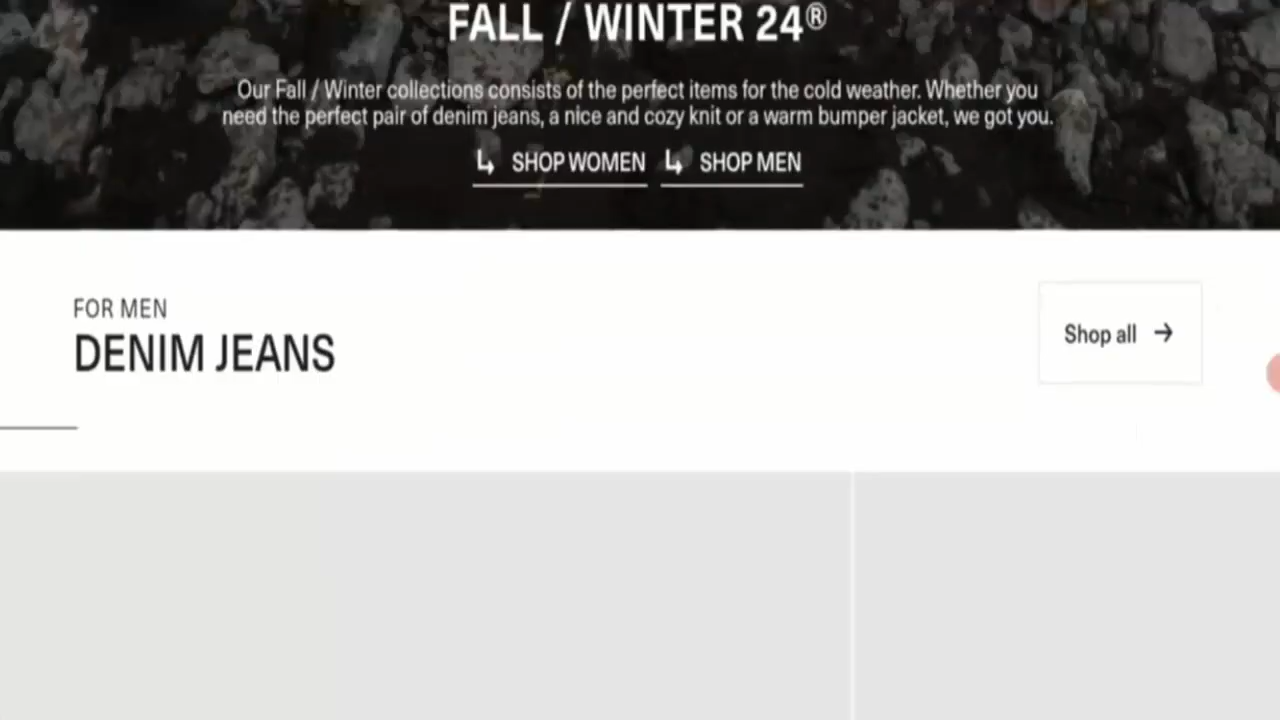 FALL / WINTER 24®
Our Fall / Winter collections consists of the perfect items for the cold weather. Whether you
need the perfect pair of denim jeans, a nice and cozy knit or a warm bumper jacket, we got you.
↳ SHOP WOMEN ↳ SHOP MEN
FOR MEN
DENIM JEANS
Shop all →